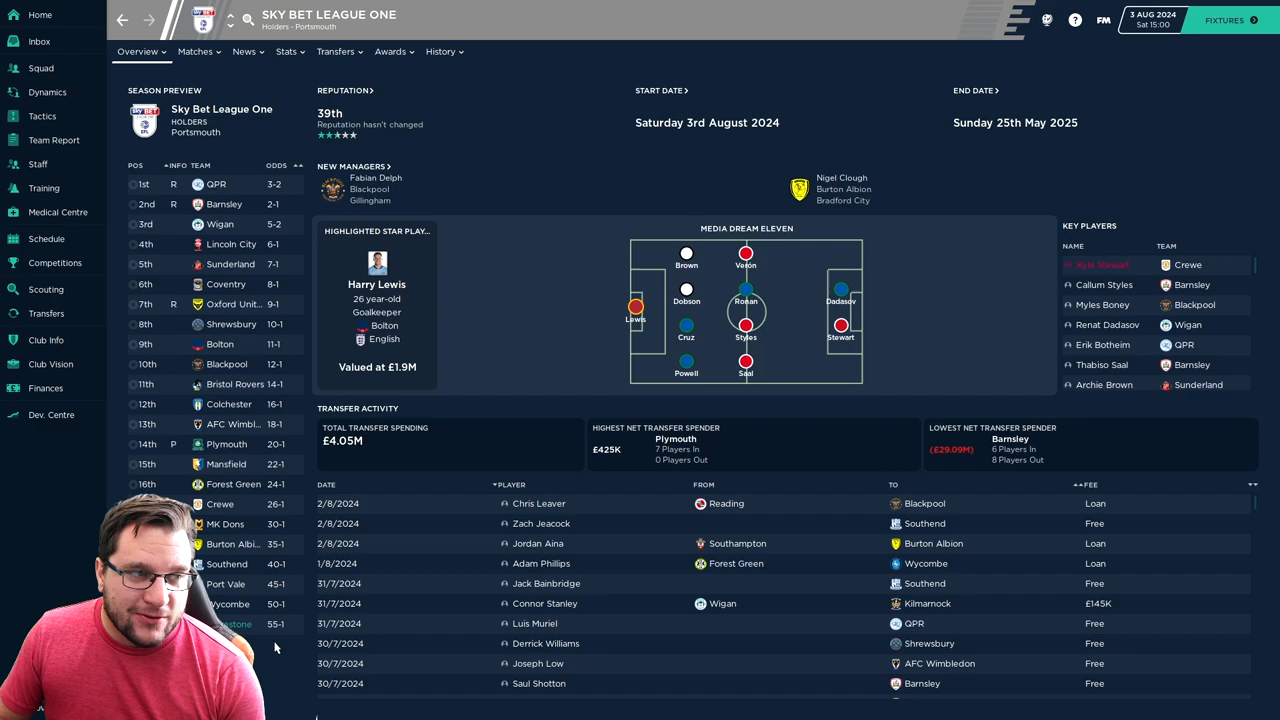 Home
Inbox
Squad
Dynamics
Tactics
Team Report
Staff
Training
Medical Centre
Schedule
Competitions
Scouting
Transfers
Club Info
Club Vision
Finances
Dev. Centre
SKY BET LEAGUE ONE
Holders - Portsmouth
FM
3 AUG 2024
Sat 15:00
FIXTURES
Overview
Matches
News
Stats
Transfers
Awards
History
SEASON PREVIEW
SKY BET
EFL
Sky Bet League One
HOLDERS
Portsmouth
POS INFO TEAM ODDS
1st R QPR 3-2
2nd R Barnsley 2-1
3rd Wigan 5-2
4th Lincoln City 6-1
5th Sunderland 7-1
6th Coventry 8-1
7th R Oxford Unit... 9-1
8th Shrewsbury 10-1
9th Bolton 11-1
10th Blackpool 12-1
11th Bristol Rovers 14-1
12th Colchester 16-1
13th AFC Wimbl... 18-1
14th P Plymouth 20-1
15th Mansfield 22-1
16th Forest Green 24-1
Crewe 26-1
MK Dons 30-1
Burton Albi... 35-1
Southend 40-1
Port Vale 45-1
Wycombe 50-1
55-1
REPUTATION
39th
Reputation hasn't changed
START DATE
Saturday 3rd August 2024
END DATE
Sunday 25th May 2025
NEW MANAGERS
Fabian Delph
Blackpool
Gillingham
Nigel Clough
Burton Albion
Bradford City
HIGHLIGHTED STAR PLAY...
Harry Lewis
26 year-old
Goalkeeper
Bolton
English
Valued at £1.9M
MEDIA DREAM ELEVEN
Brown
Veron
Dobson
Ronan
Dadasov
Lewis
Cruz
Styles
Stewart
Powell
Saal
KEY PLAYERS
NAME TEAM
Kyle Stewart Crewe
Callum Styles Barnsley
Myles Boney Blackpool
Renat Dadasov Wigan
Erik Botheim QPR
Thabiso Saal Barnsley
Archie Brown Sunderland
TRANSFER ACTIVITY
TOTAL TRANSFER SPENDING
£4.05M
HIGHEST NET TRANSFER SPENDER
£425K
Plymouth
7 Players In
0 Players Out
LOWEST NET TRANSFER SPENDER
(£29.09M)
Barnsley
6 Players In
8 Players Out
DATE PLAYER FROM TO FEE
2/8/2024 Chris Leaver Reading Blackpool Loan
2/8/2024 Zach Jeacock Southend Free
2/8/2024 Jordan Aina Southampton Burton Albion Loan
1/8/2024 Adam Phillips Forest Green Wycombe Loan
31/7/2024 Jack Bainbridge Southend Free
31/7/2024 Connor Stanley Wigan Kilmarnock £145K
31/7/2024 Luis Muriel QPR Free
30/7/2024 Derrick Williams Shrewsbury Free
30/7/2024 Joseph Low AFC Wimbledon Free
30/7/2024 Saul Shotton Barnsley Free